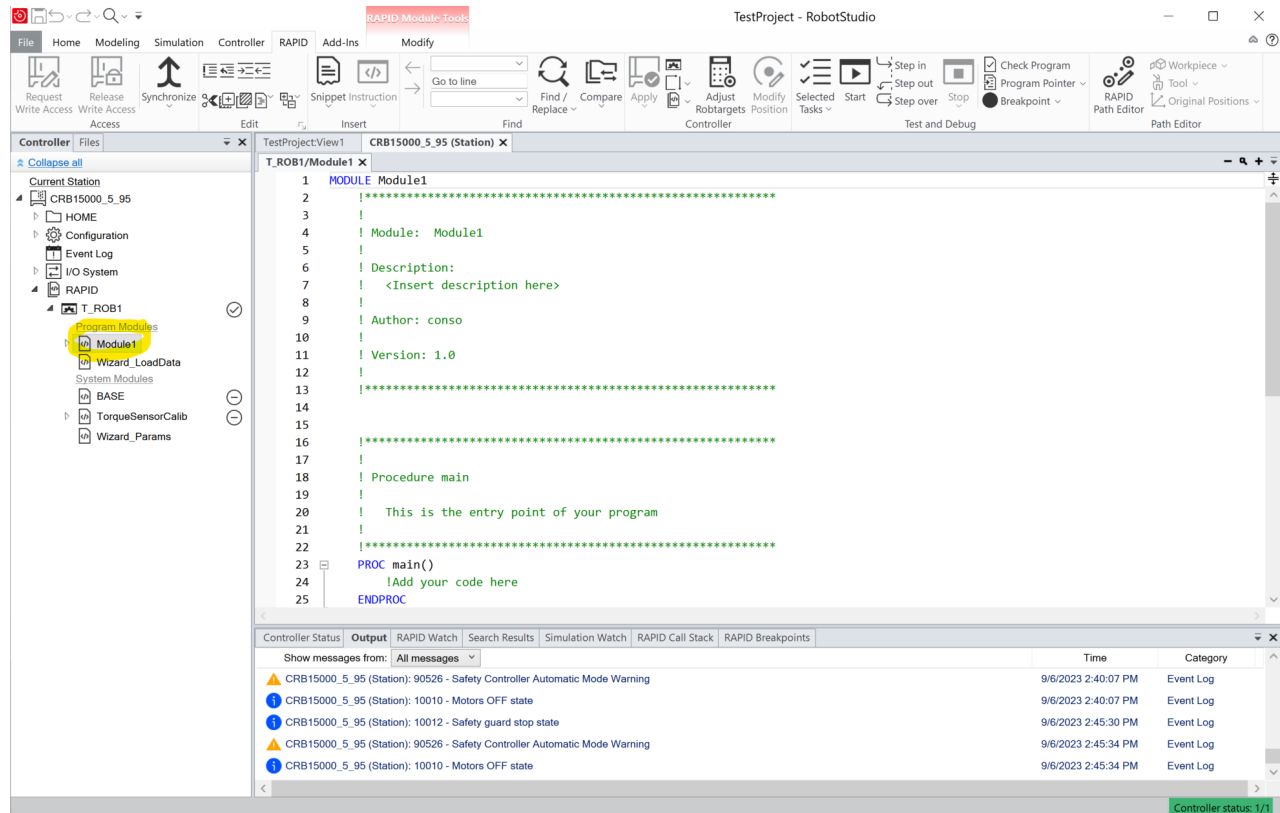 RAPID Module Tools
TestProject - RobotStudio
File Home Modeling Simulation Controller RAPID Add-Ins Modify
Request Write Access
Release Write Access
Synchronize
Snippet
Instruction
Go to line
Find / Replace
Compare
Apply
Adjust Robtargets
Modify Position
Selected Tasks
Start
Step in
Step out
Step over
Stop
Check Program
Program Pointer
Breakpoint
RAPID Path Editor
Workpiece
Tool
Original Positions
Access Edit Insert Find Controller Test and Debug Path Editor
Controller Files
Collapse all
Current Station
CRB15000_5_95
HOME
Configuration
Event Log
I/O System
RAPID
T_ROB1
Program Modules
Module1
Wizard_LoadData
System Modules
BASE
TorqueSensorCalib
Wizard_Params
TestProject:View1 CRB15000_5_95 (Station)
T_ROB1/Module1
1 MODULE Module1
2 !***********************************************************
3 !
4 ! Module:  Module1
5 !
6 ! Description:
7 !   <Insert description here>
8 !
9 ! Author: conso
10 !
11 ! Version: 1.0
12 !
13 !***********************************************************
14
15
16 !***********************************************************
17 !
18 ! Procedure main
19 !
20 !   This is the entry point of your program
21 !
22 !***********************************************************
23 PROC main()
24 !Add your code here
25 ENDPROC
Controller Status Output RAPID Watch Search Results Simulation Watch RAPID Call Stack RAPID Breakpoints
Show messages from: All messages Time Category
CRB15000_5_95 (Station): 90526 - Safety Controller Automatic Mode Warning 9/6/2023 2:40:07 PM Event Log
CRB15000_5_95 (Station): 10010 - Motors OFF state 9/6/2023 2:40:07 PM Event Log
CRB15000_5_95 (Station): 10012 - Safety guard stop state 9/6/2023 2:45:30 PM Event Log
CRB15000_5_95 (Station): 90526 - Safety Controller Automatic Mode Warning 9/6/2023 2:45:34 PM Event Log
CRB15000_5_95 (Station): 10010 - Motors OFF state 9/6/2023 2:45:34 PM Event Log
Controller status: 1/1